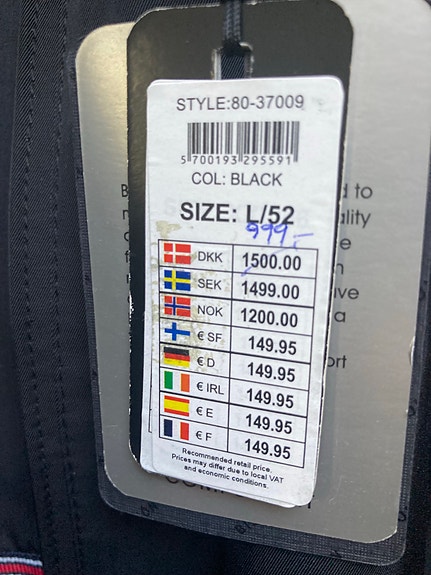 STYLE:80-37009
5 700193 295591
COL: BLACK
SIZE: L/52
999,-
DKK 1500.00
SEK 1499.00
NOK 1200.00
€ SF 149.95
€ D 149.95
€ IRL 149.95
€ E 149.95
€ F 149.95
Recommended retail price.
Prices may differ due to local VAT
and economic conditions.